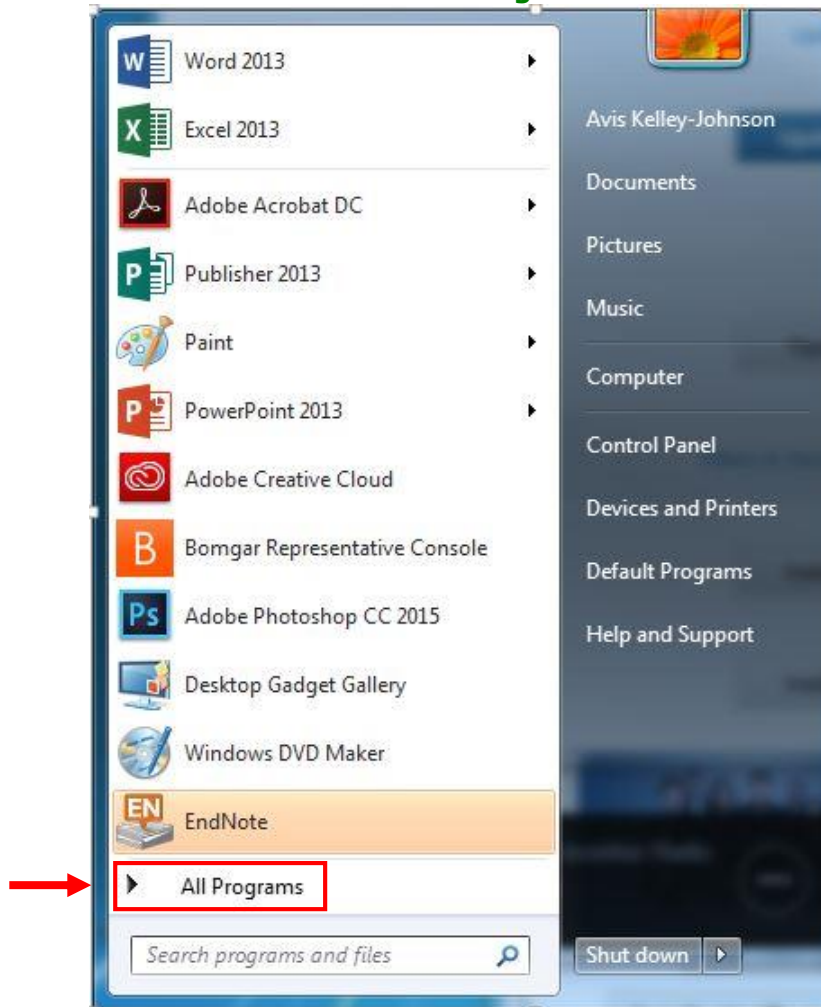 Word 2013
Excel 2013
Adobe Acrobat DC
Publisher 2013
Paint
PowerPoint 2013
Adobe Creative Cloud
Bomgar Representative Console
Adobe Photoshop CC 2015
Desktop Gadget Gallery
Windows DVD Maker
EndNote
All Programs
Search programs and files
Avis Kelley-Johnson
Documents
Pictures
Music
Computer
Control Panel
Devices and Printers
Default Programs
Help and Support
Shut down